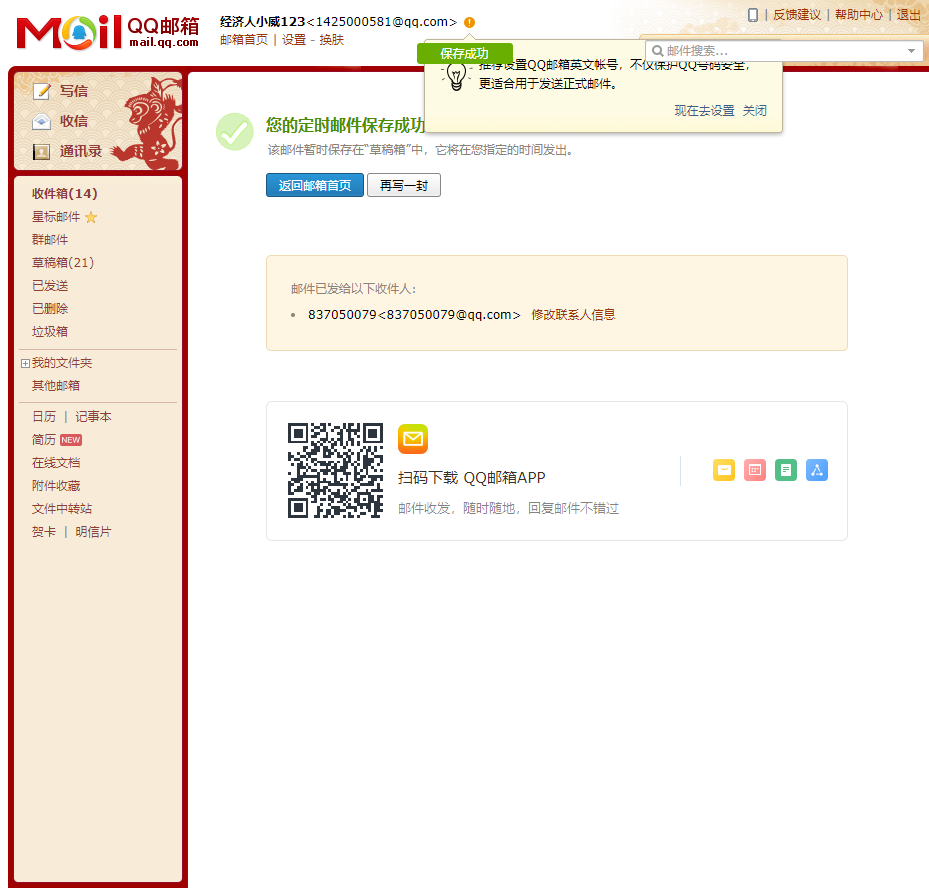 Mail QQ邮箱
mail.qq.com
经济人小威123<1425000581@qq.com>
邮箱首页 | 设置 - 换肤
反馈建议 | 帮助中心 | 退出
邮件搜索...
保存成功
推荐设置QQ邮箱英文帐号，不仅保护QQ号码安全，
更适合用于发送正式邮件。
现在去设置 关闭
写信
收信
通讯录
收件箱(14)
星标邮件
群邮件
草稿箱(21)
已发送
已删除
垃圾箱
我的文件夹
其他邮箱
日历 | 记事本
简历 NEW
在线文档
附件收藏
文件中转站
贺卡 | 明信片
您的定时邮件保存成功
该邮件暂时保存在“草稿箱”中，它将在您指定的时间发出。
返回邮箱首页 再写一封
邮件已发给以下收件人：
• 837050079<837050079@qq.com> 修改联系人信息
扫码下载 QQ邮箱APP
邮件收发，随时随地，回复邮件不错过